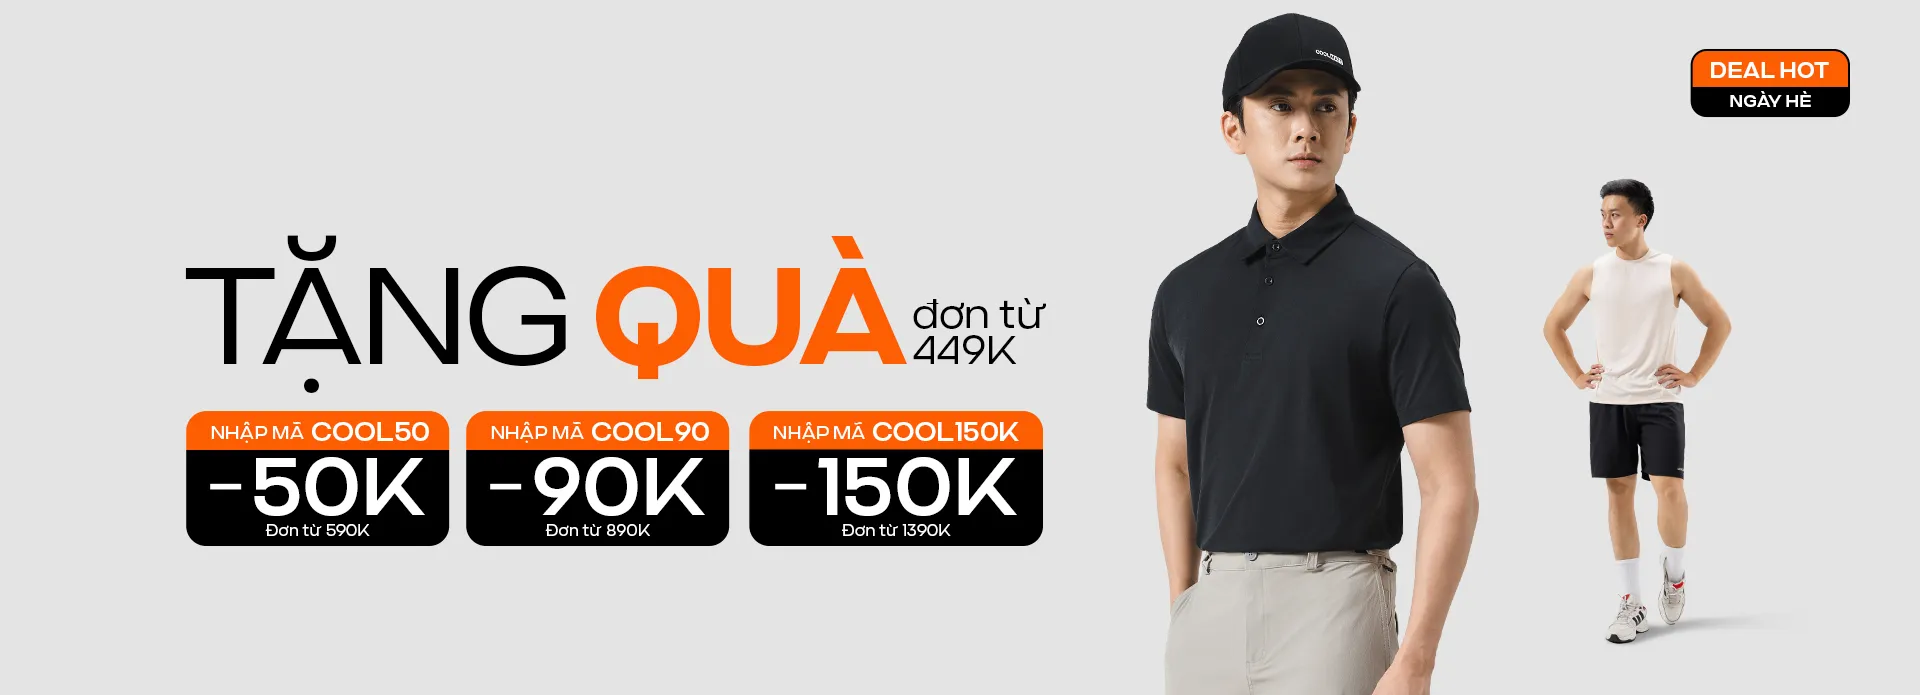 DEAL HOT
NGÀY HÈ
TẶNG QUÀ đơn từ
449K
NHẬP MÃ COOL50
-50K
Đơn từ 590K
NHẬP MÃ COOL90
-90K
Đơn từ 890K
NHẬP MÃ COOL150K
-150K
Đơn từ 1390K